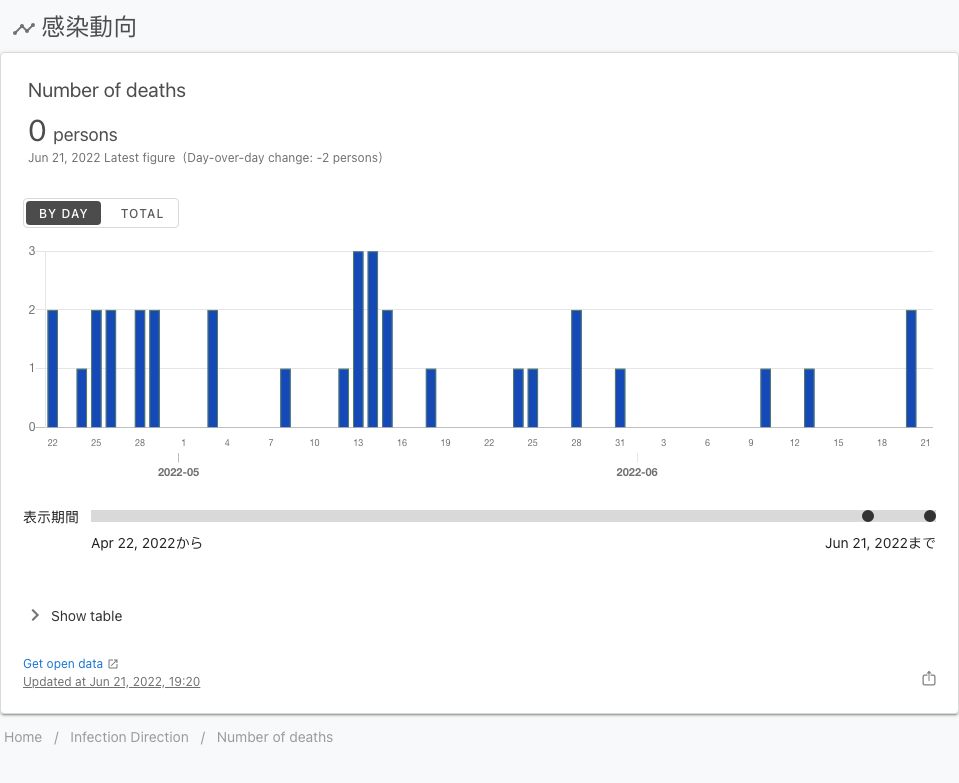 感染動向
Number of deaths
0 persons
Jun 21, 2022 Latest figure (Day-over-day change: -2 persons)
BY DAY TOTAL
3
2
1
0
22 25 28 1 4 7 10 13 16 19 22 25 28 31 3 6 9 12 15 18 21
2022-05 2022-06
表示期間
Apr 22, 2022から Jun 21, 2022まで
Show table
Get open data
Updated at Jun 21, 2022, 19:20
Home / Infection Direction / Number of deaths